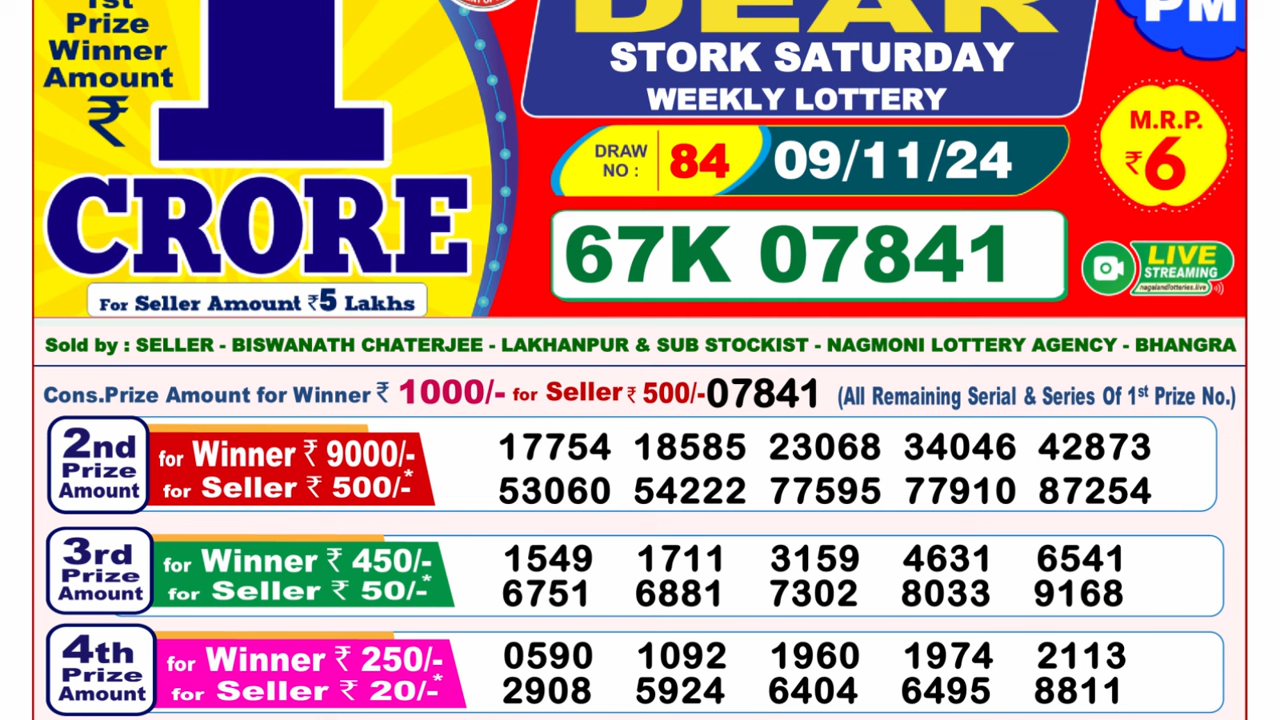 1st
Prize
Winner
Amount
₹
1
CRORE
For Seller Amount ₹5 Lakhs
DEAR
STORK SATURDAY
WEEKLY LOTTERY
PM
DRAW NO : 84 09/11/24
M.R.P.
₹6
67K 07841
LIVE
STREAMING
nagalandlotteries.live
Sold by : SELLER - BISWANATH CHATERJEE - LAKHANPUR & SUB STOCKIST - NAGMONI LOTTERY AGENCY - BHANGRA
Cons.Prize Amount for Winner ₹ 1000/- for Seller ₹ 500/- 07841 (All Remaining Serial & Series Of 1st Prize No.)
2nd
Prize
Amount
for Winner ₹ 9000/-
for Seller ₹ 500/-*
17754 18585 23068 34046 42873
53060 54222 77595 77910 87254
3rd
Prize
Amount
for Winner ₹ 450/-
for Seller ₹ 50/-*
1549 1711 3159 4631 6541
6751 6881 7302 8033 9168
4th
Prize
Amount
for Winner ₹ 250/-
for Seller ₹ 20/-*
0590 1092 1960 1974 2113
2908 5924 6404 6495 8811